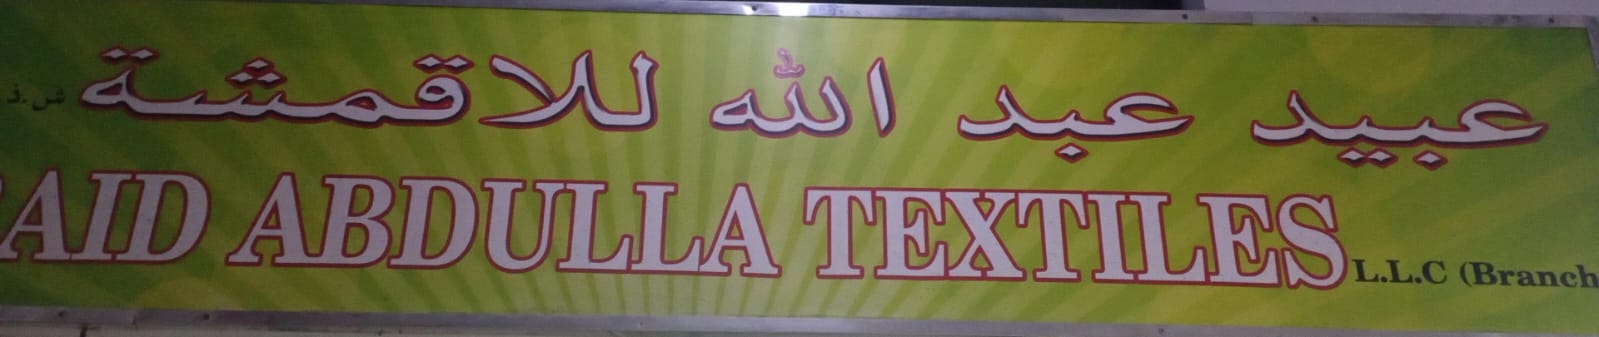 عبيد عبد الله للاقمشة ش.ذ
AID ABDULLA TEXTILES L.L.C (Branch